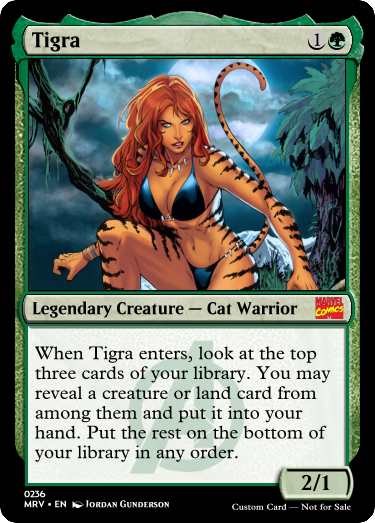 Tigra 1
Legendary Creature — Cat Warrior
MARVEL
COMICS
When Tigra enters, look at the top
three cards of your library. You may
reveal a creature or land card from
among them and put it into your
hand. Put the rest on the bottom of
your library in any order.
2/1
0236
MRV • EN Jordan Gunderson
Custom Card — Not for Sale